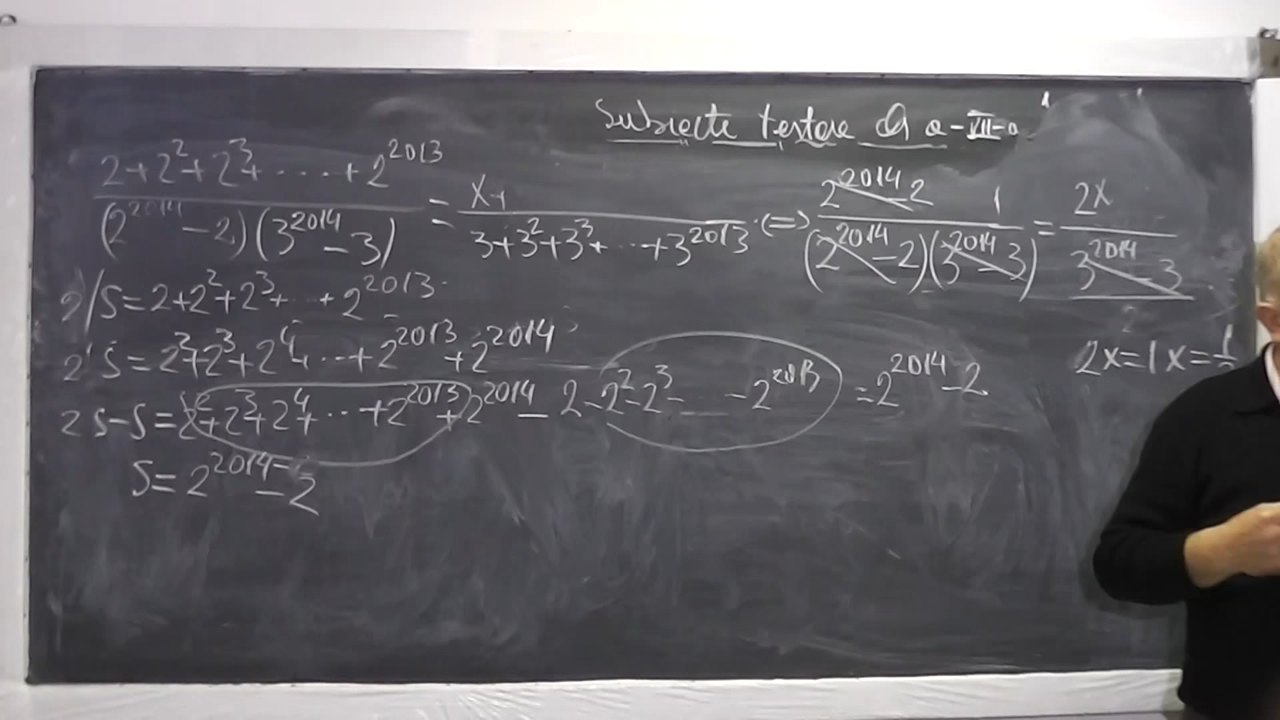 Subiecte testare a VII-a
(2+2²+2³+....+2²⁰¹³)/((2²⁰¹⁴-2)(3²⁰¹⁴-3)) = x/(3+3²+3³+...+3²⁰¹³) (=) (2²⁰¹⁴-2 1)/((2²⁰¹⁴-2)(3²⁰¹⁴-3)) = 2x/(3²⁰¹⁴-3)
2/S=2+2²+2³+...+2²⁰¹³
2
2S=2²+2³+2⁴+...+2²⁰¹³+2²⁰¹⁴
2x=1 x=
2S-S=2²+2³+2⁴+...+2²⁰¹³+2²⁰¹⁴-2-2²-2³-...-2²⁰¹³=2²⁰¹⁴-2
S=2²⁰¹⁴-2